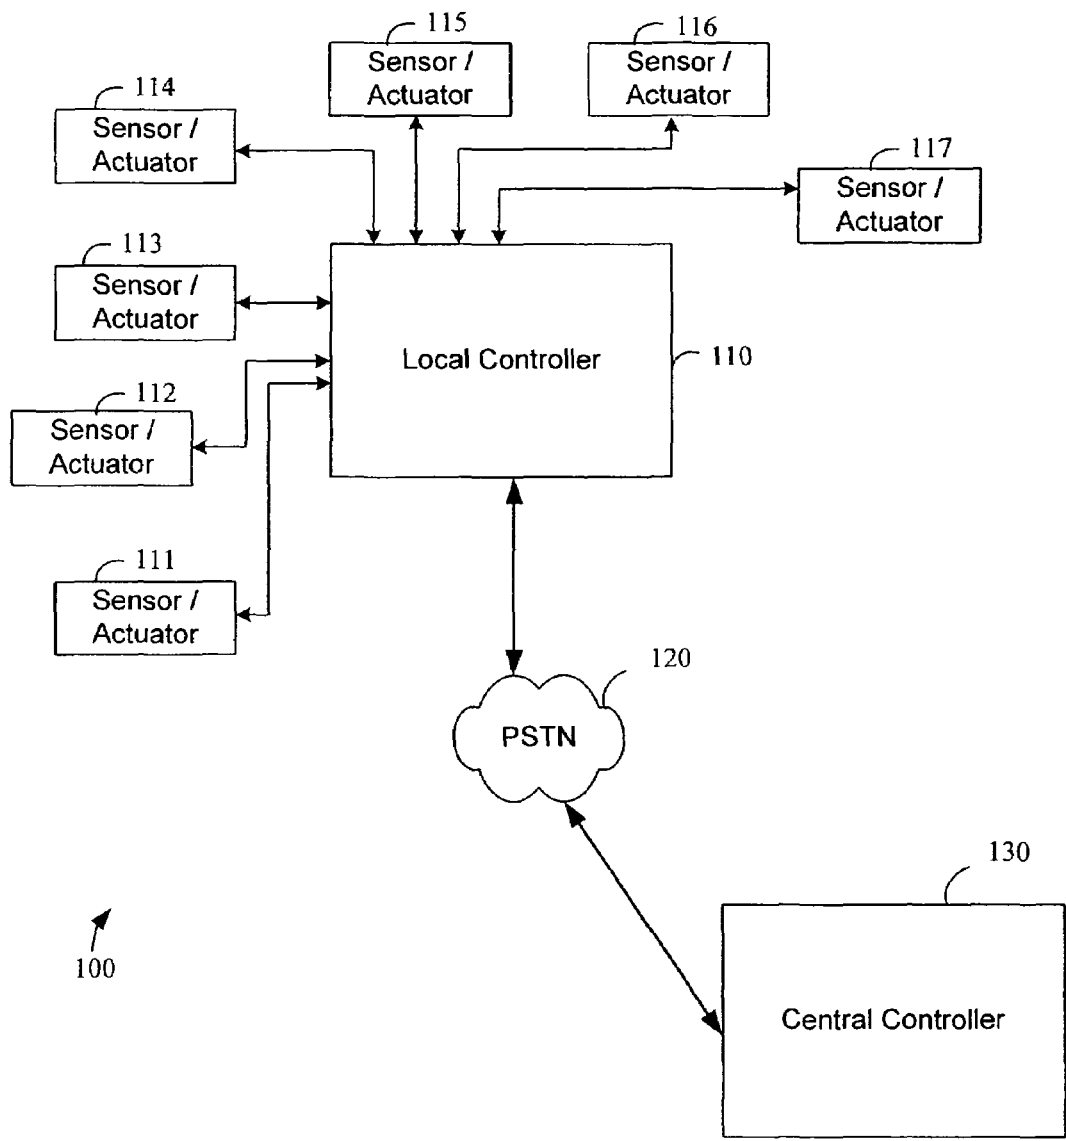 115
Sensor /
Actuator
116
Sensor /
Actuator
114
Sensor /
Actuator
117
Sensor /
Actuator
113
Sensor /
Actuator
Local Controller
110
112
Sensor /
Actuator
111
Sensor /
Actuator
120
PSTN
130
Central Controller
100